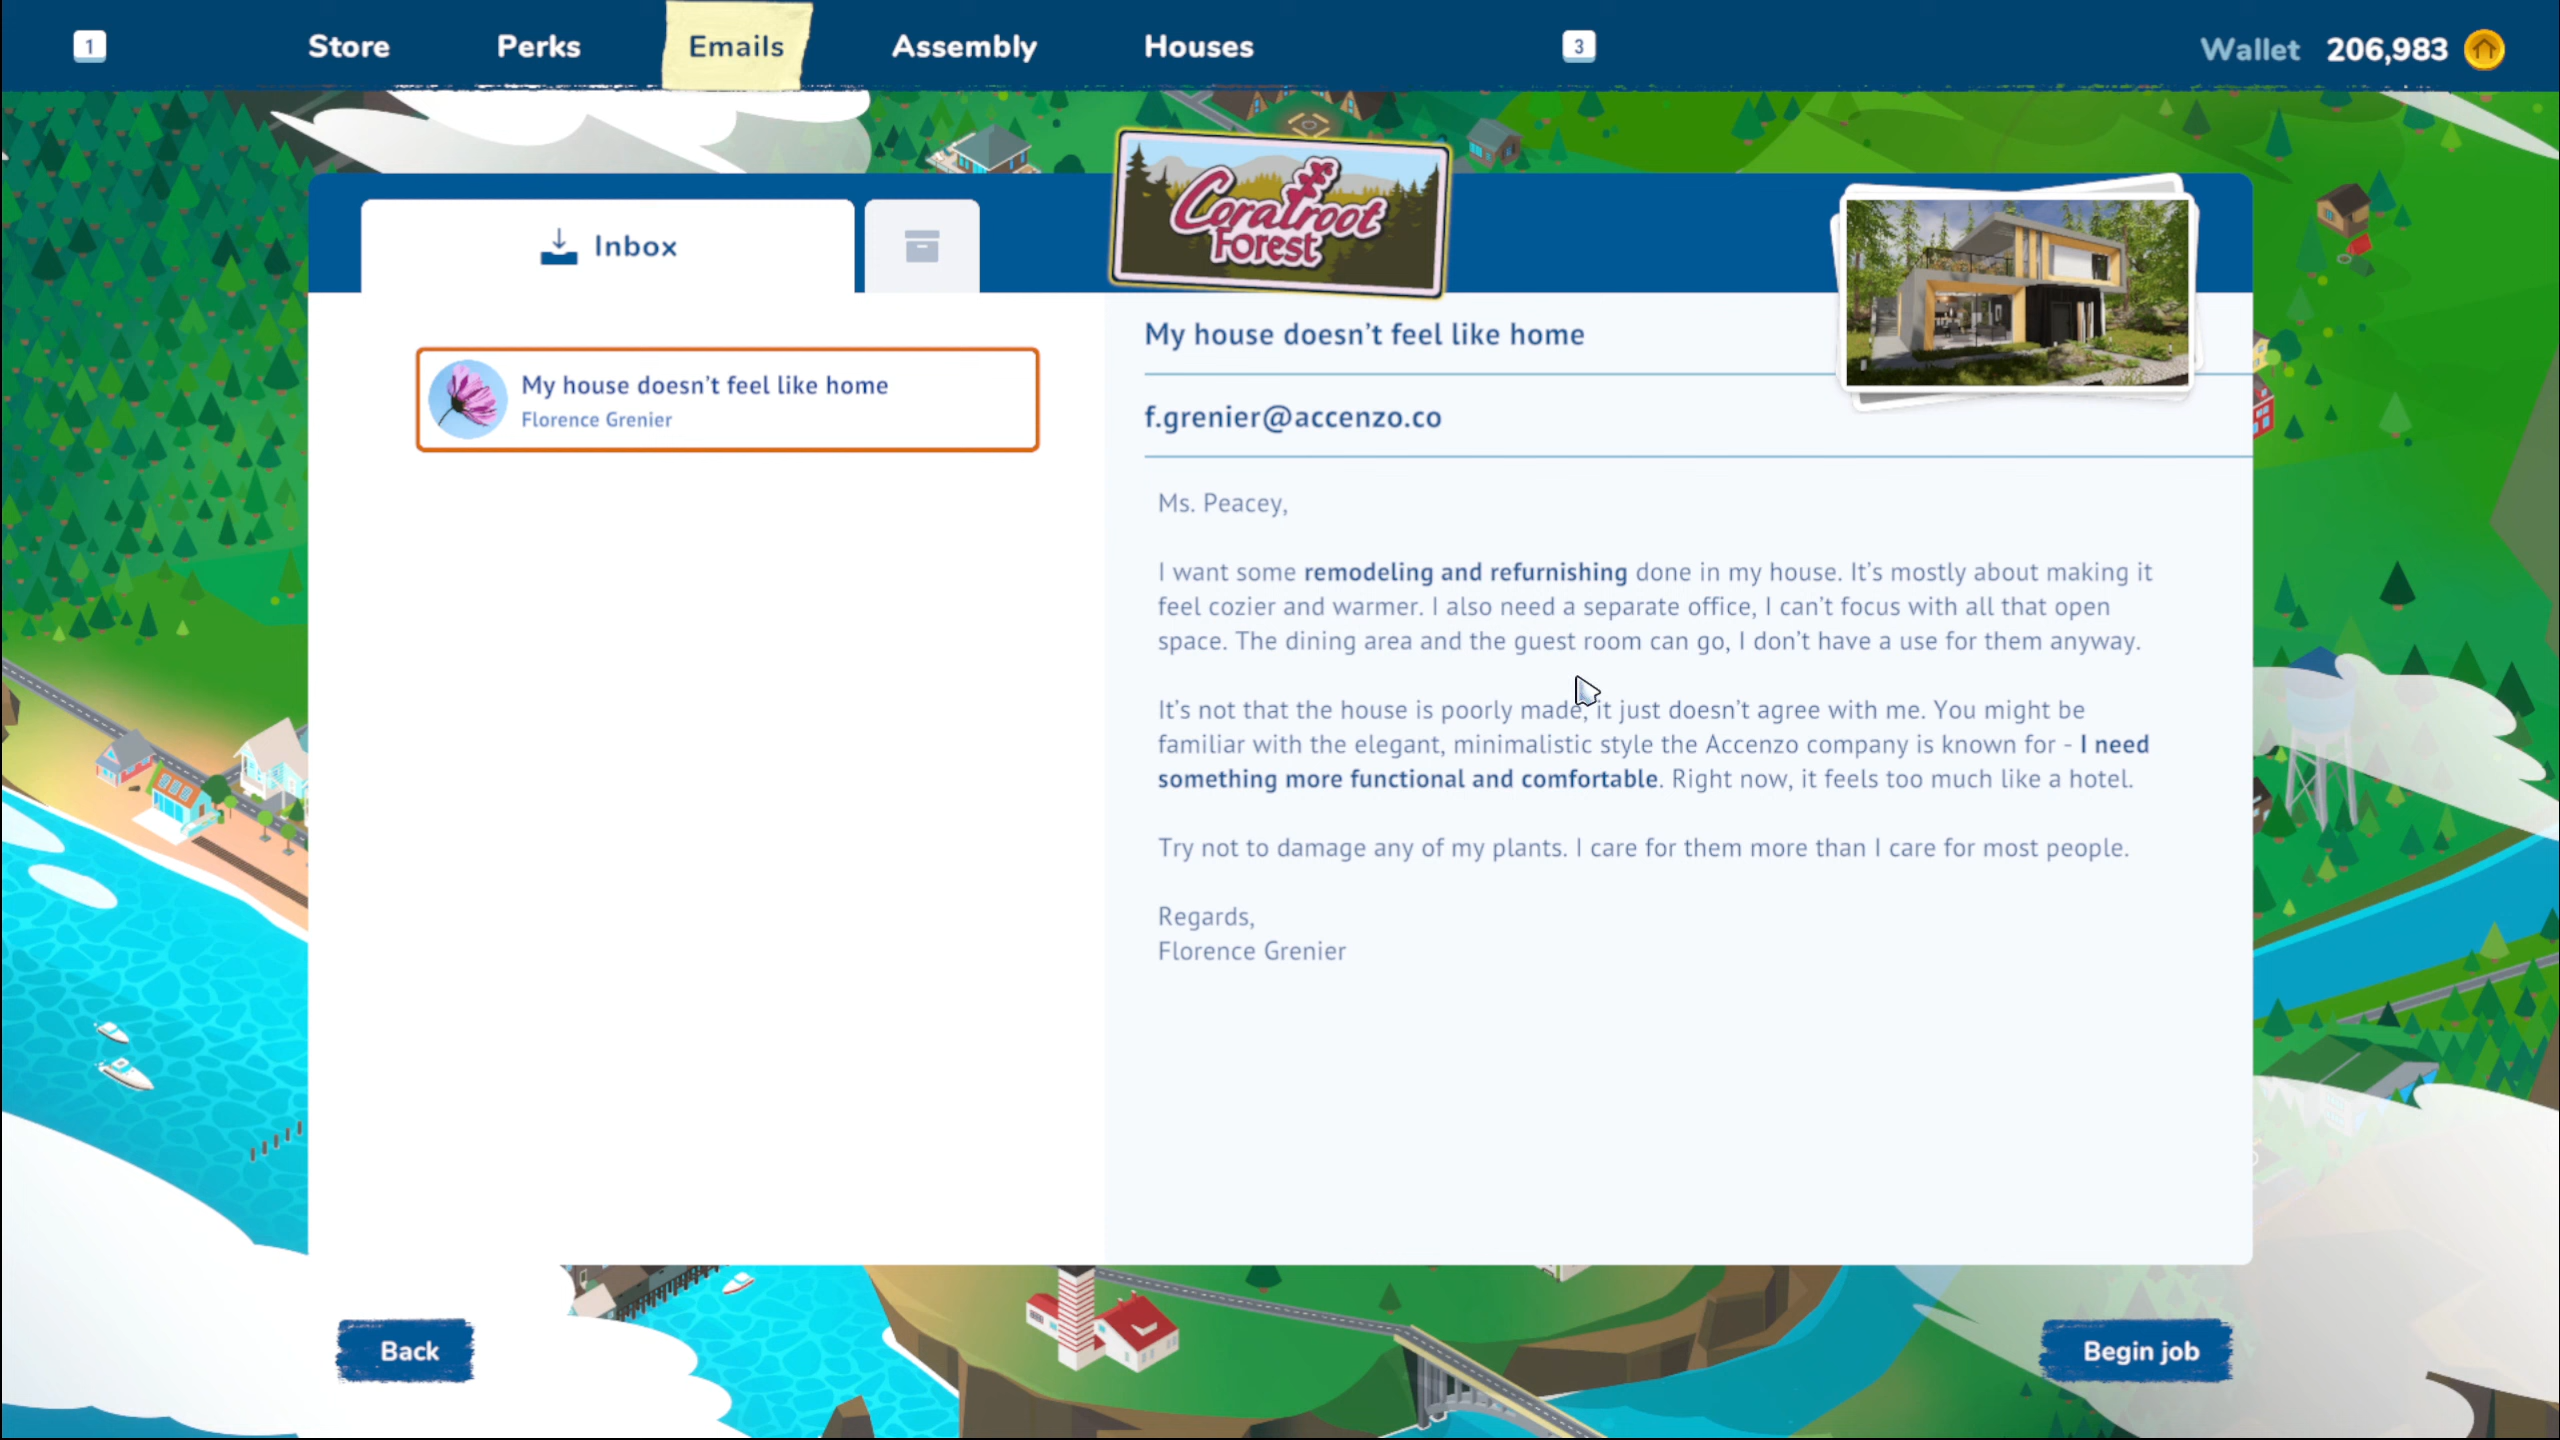 1
Store
Perks
Emails
Assembly
Houses
3
Wallet 206,983
Inbox
Coralroot
Forest
My house doesn't feel like home
Florence Grenier
My house doesn't feel like home
f.grenier@accenzo.co
Ms. Peacey,
I want some remodeling and refurnishing done in my house. It's mostly about making it
feel cozier and warmer. I also need a separate office, I can't focus with all that open
space. The dining area and the guest room can go, I don't have a use for them anyway.
It's not that the house is poorly made, it just doesn't agree with me. You might be
familiar with the elegant, minimalistic style the Accenzo company is known for - I need
something more functional and comfortable. Right now, it feels too much like a hotel.
Try not to damage any of my plants. I care for them more than I care for most people.
Regards,
Florence Grenier
Back
Begin job